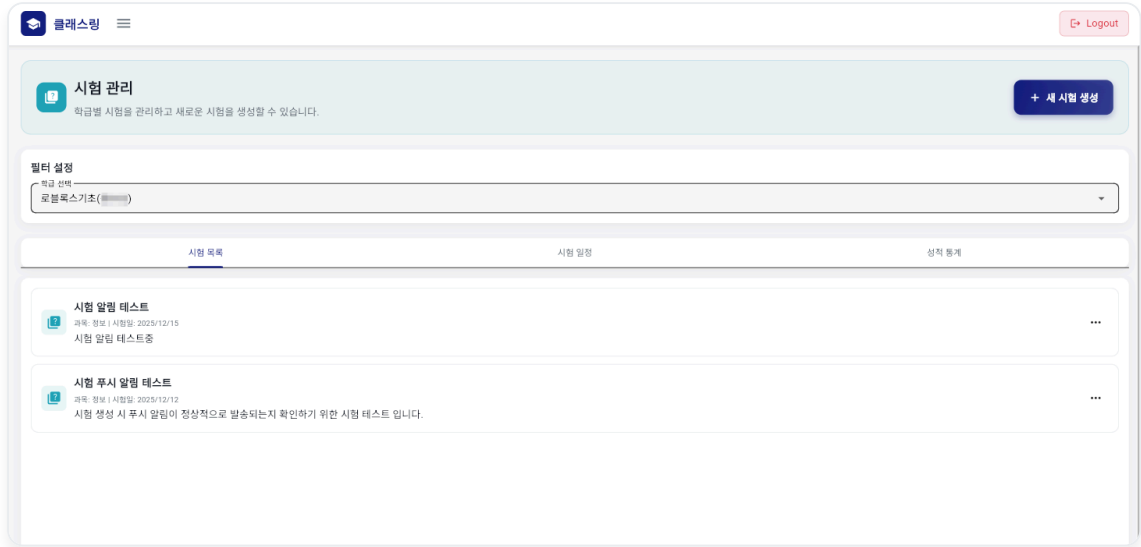 클래스링
Logout
시험 관리
학급별 시험을 관리하고 새로운 시험을 생성할 수 있습니다.
+ 새 시험 생성
필터 설정
학급 선택
로블록스기초( )
시험 목록
시험 일정
성적 통계
시험 알림 테스트
과목: 정보 | 시험일: 2025/12/15
시험 알림 테스트중
시험 푸시 알림 테스트
과목: 정보 | 시험일: 2025/12/12
시험 생성 시 푸시 알림이 정상적으로 발송되는지 확인하기 위한 시험 테스트 입니다.